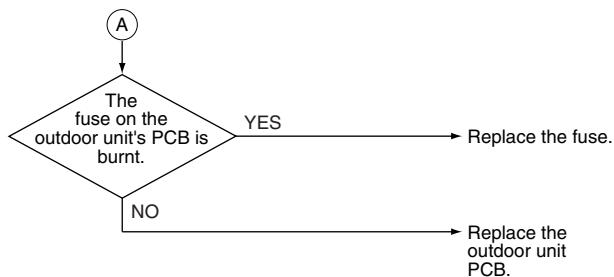 A
The
fuse on the
outdoor unit's PCB is
burnt.
YES
Replace the fuse.
NO
Replace the
outdoor unit
PCB.